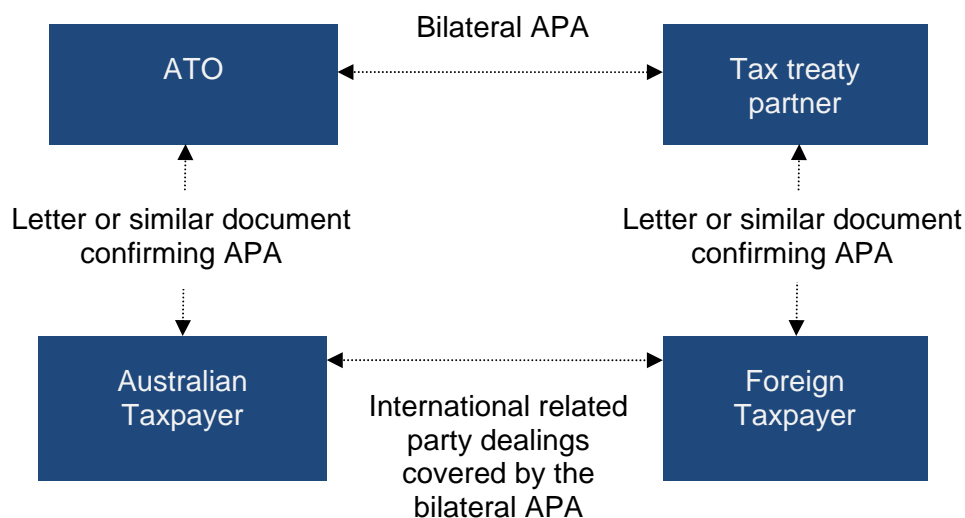 Bilateral APA
ATO
Tax treaty
partner
Letter or similar document
confirming APA
Letter or similar document
confirming APA
Australian
Taxpayer
Foreign
Taxpayer
International related
party dealings
covered by the
bilateral APA